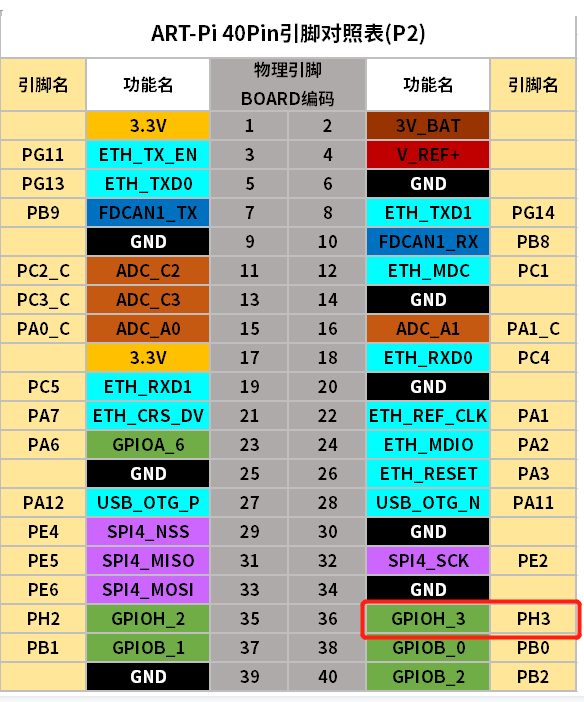 ART-Pi 40Pin引脚对照表(P2)
引脚名 功能名 物理引脚 BOARD编码 功能名 引脚名
3.3V 1 2 3V_BAT
PG11 ETH_TX_EN 3 4 V_REF+
PG13 ETH_TXD0 5 6 GND
PB9 FDCAN1_TX 7 8 ETH_TXD1 PG14
GND 9 10 FDCAN1_RX PB8
PC2_C ADC_C2 11 12 ETH_MDC PC1
PC3_C ADC_C3 13 14 GND
PA0_C ADC_A0 15 16 ADC_A1 PA1_C
3.3V 17 18 ETH_RXD0 PC4
PC5 ETH_RXD1 19 20 GND
PA7 ETH_CRS_DV 21 22 ETH_REF_CLK PA1
PA6 GPIOA_6 23 24 ETH_MDIO PA2
GND 25 26 ETH_RESET PA3
PA12 USB_OTG_P 27 28 USB_OTG_N PA11
PE4 SPI4_NSS 29 30 GND
PE5 SPI4_MISO 31 32 SPI4_SCK PE2
PE6 SPI4_MOSI 33 34 GND
PH2 GPIOH_2 35 36 GPIOH_3 PH3
PB1 GPIOB_1 37 38 GPIOB_0 PB0
GND 39 40 GPIOB_2 PB2